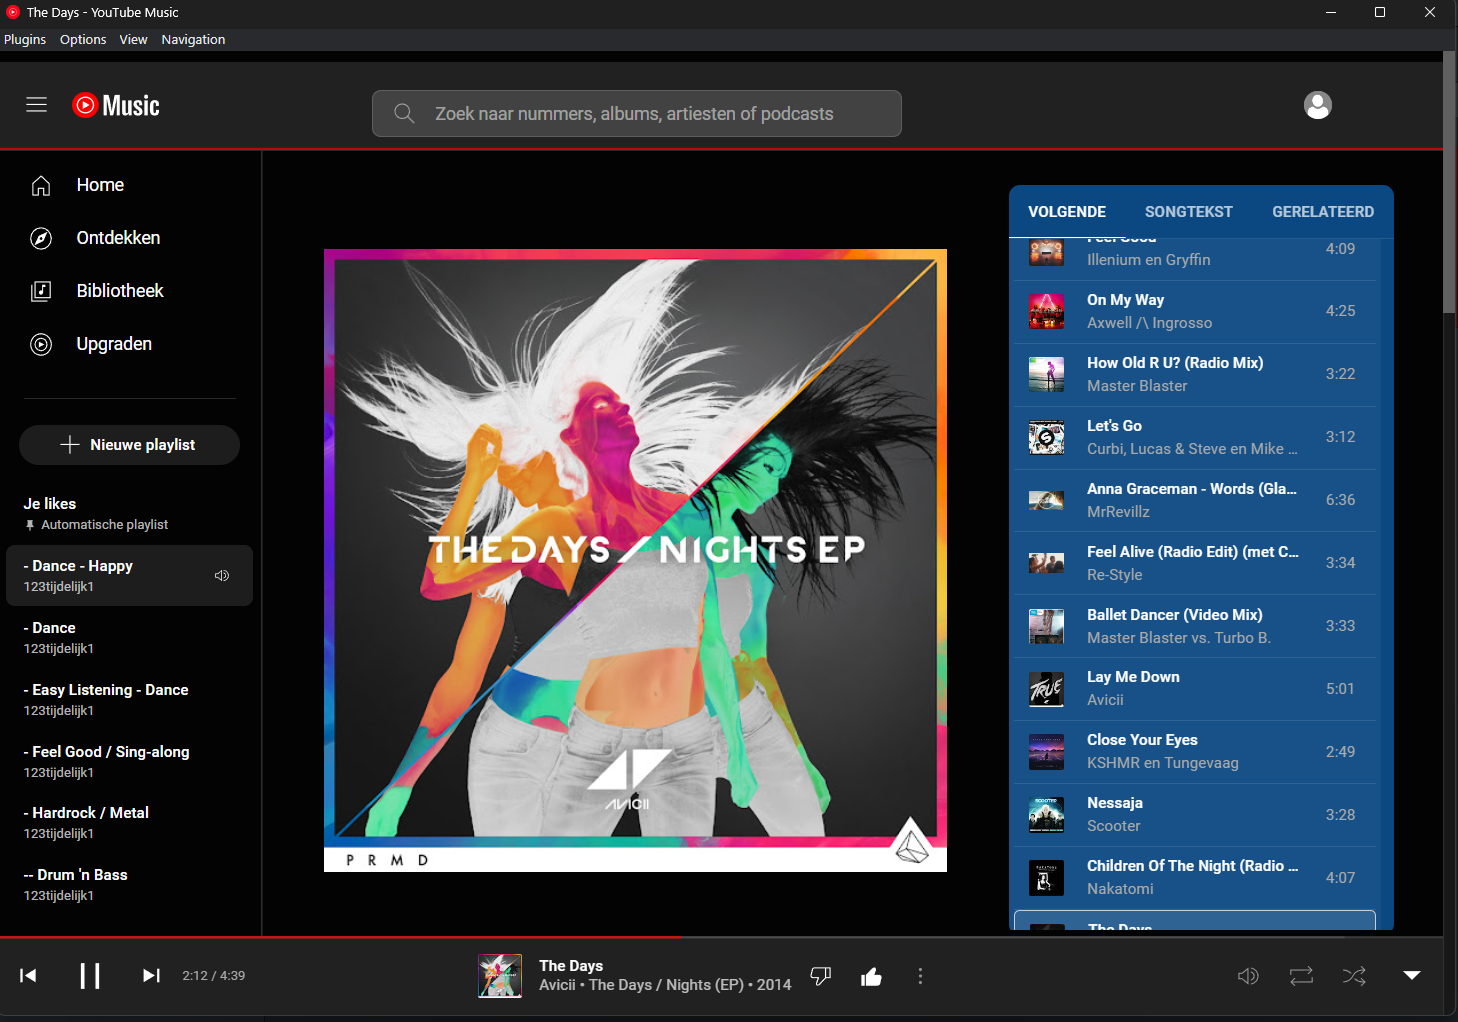 The Days - YouTube Music
Plugins Options View Navigation
Music
Zoek naar nummers, albums, artiesten of podcasts
Home
Ontdekken
Bibliotheek
Upgraden
Nieuwe playlist
Je likes
Automatische playlist
- Dance - Happy
123tijdelijk1
- Dance
123tijdelijk1
- Easy Listening - Dance
123tijdelijk1
- Feel Good / Sing-along
123tijdelijk1
- Hardrock / Metal
123tijdelijk1
-- Drum 'n Bass
123tijdelijk1
THE DAYS / NIGHTS EP
AVICII
PRMD
VOLGENDE SONGTEKST GERELATEERD
Feel Good
4:09
Illenium en Gryffin
On My Way
4:25
Axwell /\ Ingrosso
How Old R U? (Radio Mix)
3:22
Master Blaster
Let's Go
3:12
Curbi, Lucas & Steve en Mike ...
Anna Graceman - Words (Gla...
6:36
MrRevillz
Feel Alive (Radio Edit) (met C...
3:34
Re-Style
Ballet Dancer (Video Mix)
3:33
Master Blaster vs. Turbo B.
TRUE
Lay Me Down
5:01
Avicii
Close Your Eyes
2:49
KSHMR en Tungevaag
SCOOTER
Nessaja
3:28
Scooter
Children Of The Night (Radio ...
4:07
Nakatomi
The Days
2:12 / 4:39
The Days
Avicii • The Days / Nights (EP) • 2014